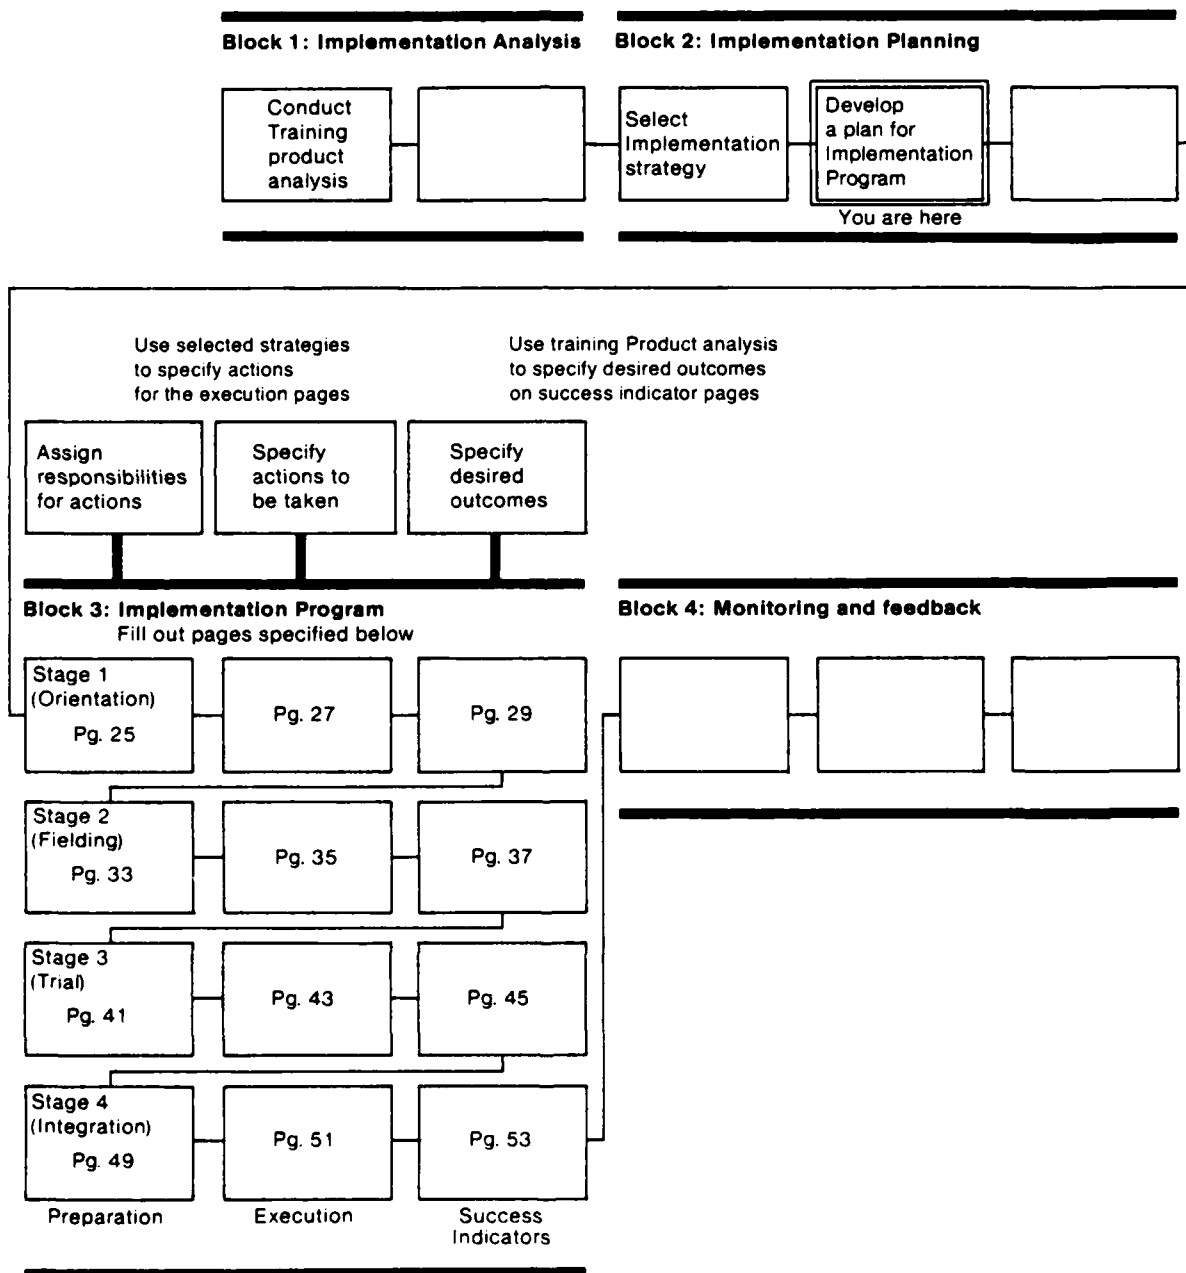 Block 1: Implementation Analysis
Block 2: Implementation Planning
Conduct
Training
product
analysis
Select
Implementation
strategy
Develop
a plan for
Implementation
Program
You are here
Use selected strategies
to specify actions
for the execution pages
Use training Product analysis
to specify desired outcomes
on success indicator pages
Assign
responsibilities
for actions
Specify
actions to
be taken
Specify
desired
outcomes
Block 3: Implementation Program
Fill out pages specified below
Block 4: Monitoring and feedback
Stage 1
(Orientation)
Pg. 25
Pg. 27
Pg. 29
Stage 2
(Fielding)
Pg. 33
Pg. 35
Pg. 37
Stage 3
(Trial)
Pg. 41
Pg. 43
Pg. 45
Stage 4
(Integration)
Pg. 49
Pg. 51
Pg. 53
Preparation
Execution
Success
Indicators